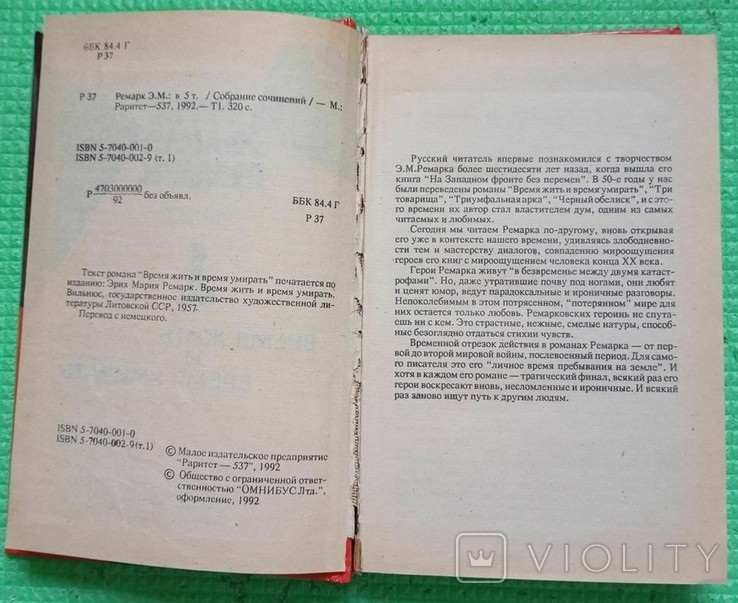 ББК 84.4 Г
Р 37
Р 37
Ремарк Э.М.: в 5 т. / Собрание сочинений / — М.:
Раритет—537, 1992.— Т1. 320 с.
ISBN 5-7040-001-0
ISBN 5-7040-002-9 (т. 1)
Р 4703000000 без объявл.
92
ББК 84.4 Г
Р 37
Текст романа "Время жить и время умирать" печатается по
изданию: Эрих Мария Ремарк. Время жить и время умирать.
Вильнюс, государственное издательство художественной ли-
тературы Литовской ССР, 1957.
Перевод с немецкого.
ISBN 5-7040-001-0
ISBN 5-7040-002-9(т.1)
© Малое издательское предприятие
"Раритет — 537", 1992
© Общество с ограниченной ответ-
ственностью "ОМНИБУС Лтд.",
оформление, 1992
Русский читатель впервые познакомился с творчеством
Э.М.Ремарка более шестидесяти лет назад, когда вышла его
книга "На Западном фронте без перемен". В 50-е годы у нас
были переведены романы "Время жить и время умирать", "Три
товарища", "Триумфальная арка", "Черный обелиск", и с это-
го времени их автор стал властителем дум, одним из самых
читаемых и любимых.
Сегодня мы читаем Ремарка по-другому, вновь открывая
его уже в контексте нашего времени, удивляясь злободневно-
сти тем и мастерству диалогов, совпадению мироощущения
героев его книг с мироощущением человека конца XX века.
Герои Ремарка живут "в безвременье между двумя катаст-
рофами". Но, даже утратившие почву под ногами, они любят
и ценят юмор, ведут парадоксальные и ироничные разговоры.
Непоколебимым в этом потрясенном, "потерянном" мире для
них остается только любовь. Ремарковских героинь не спута-
ешь ни с кем. Это страстные, нежные, смелые натуры, способ-
ные безоглядно отдаться стихии чувств.
Временной отрезок действия в романах Ремарка — от пер-
вой до второй мировой войны, послевоенный период. Для само-
го писателя это его "личное время пребывания на земле". И
хотя в каждом его романе — трагический финал, всякий раз его
герои воскресают вновь, несломленные и ироничные. И всякий
раз заново ищут путь к другим людям.
VIOLITY